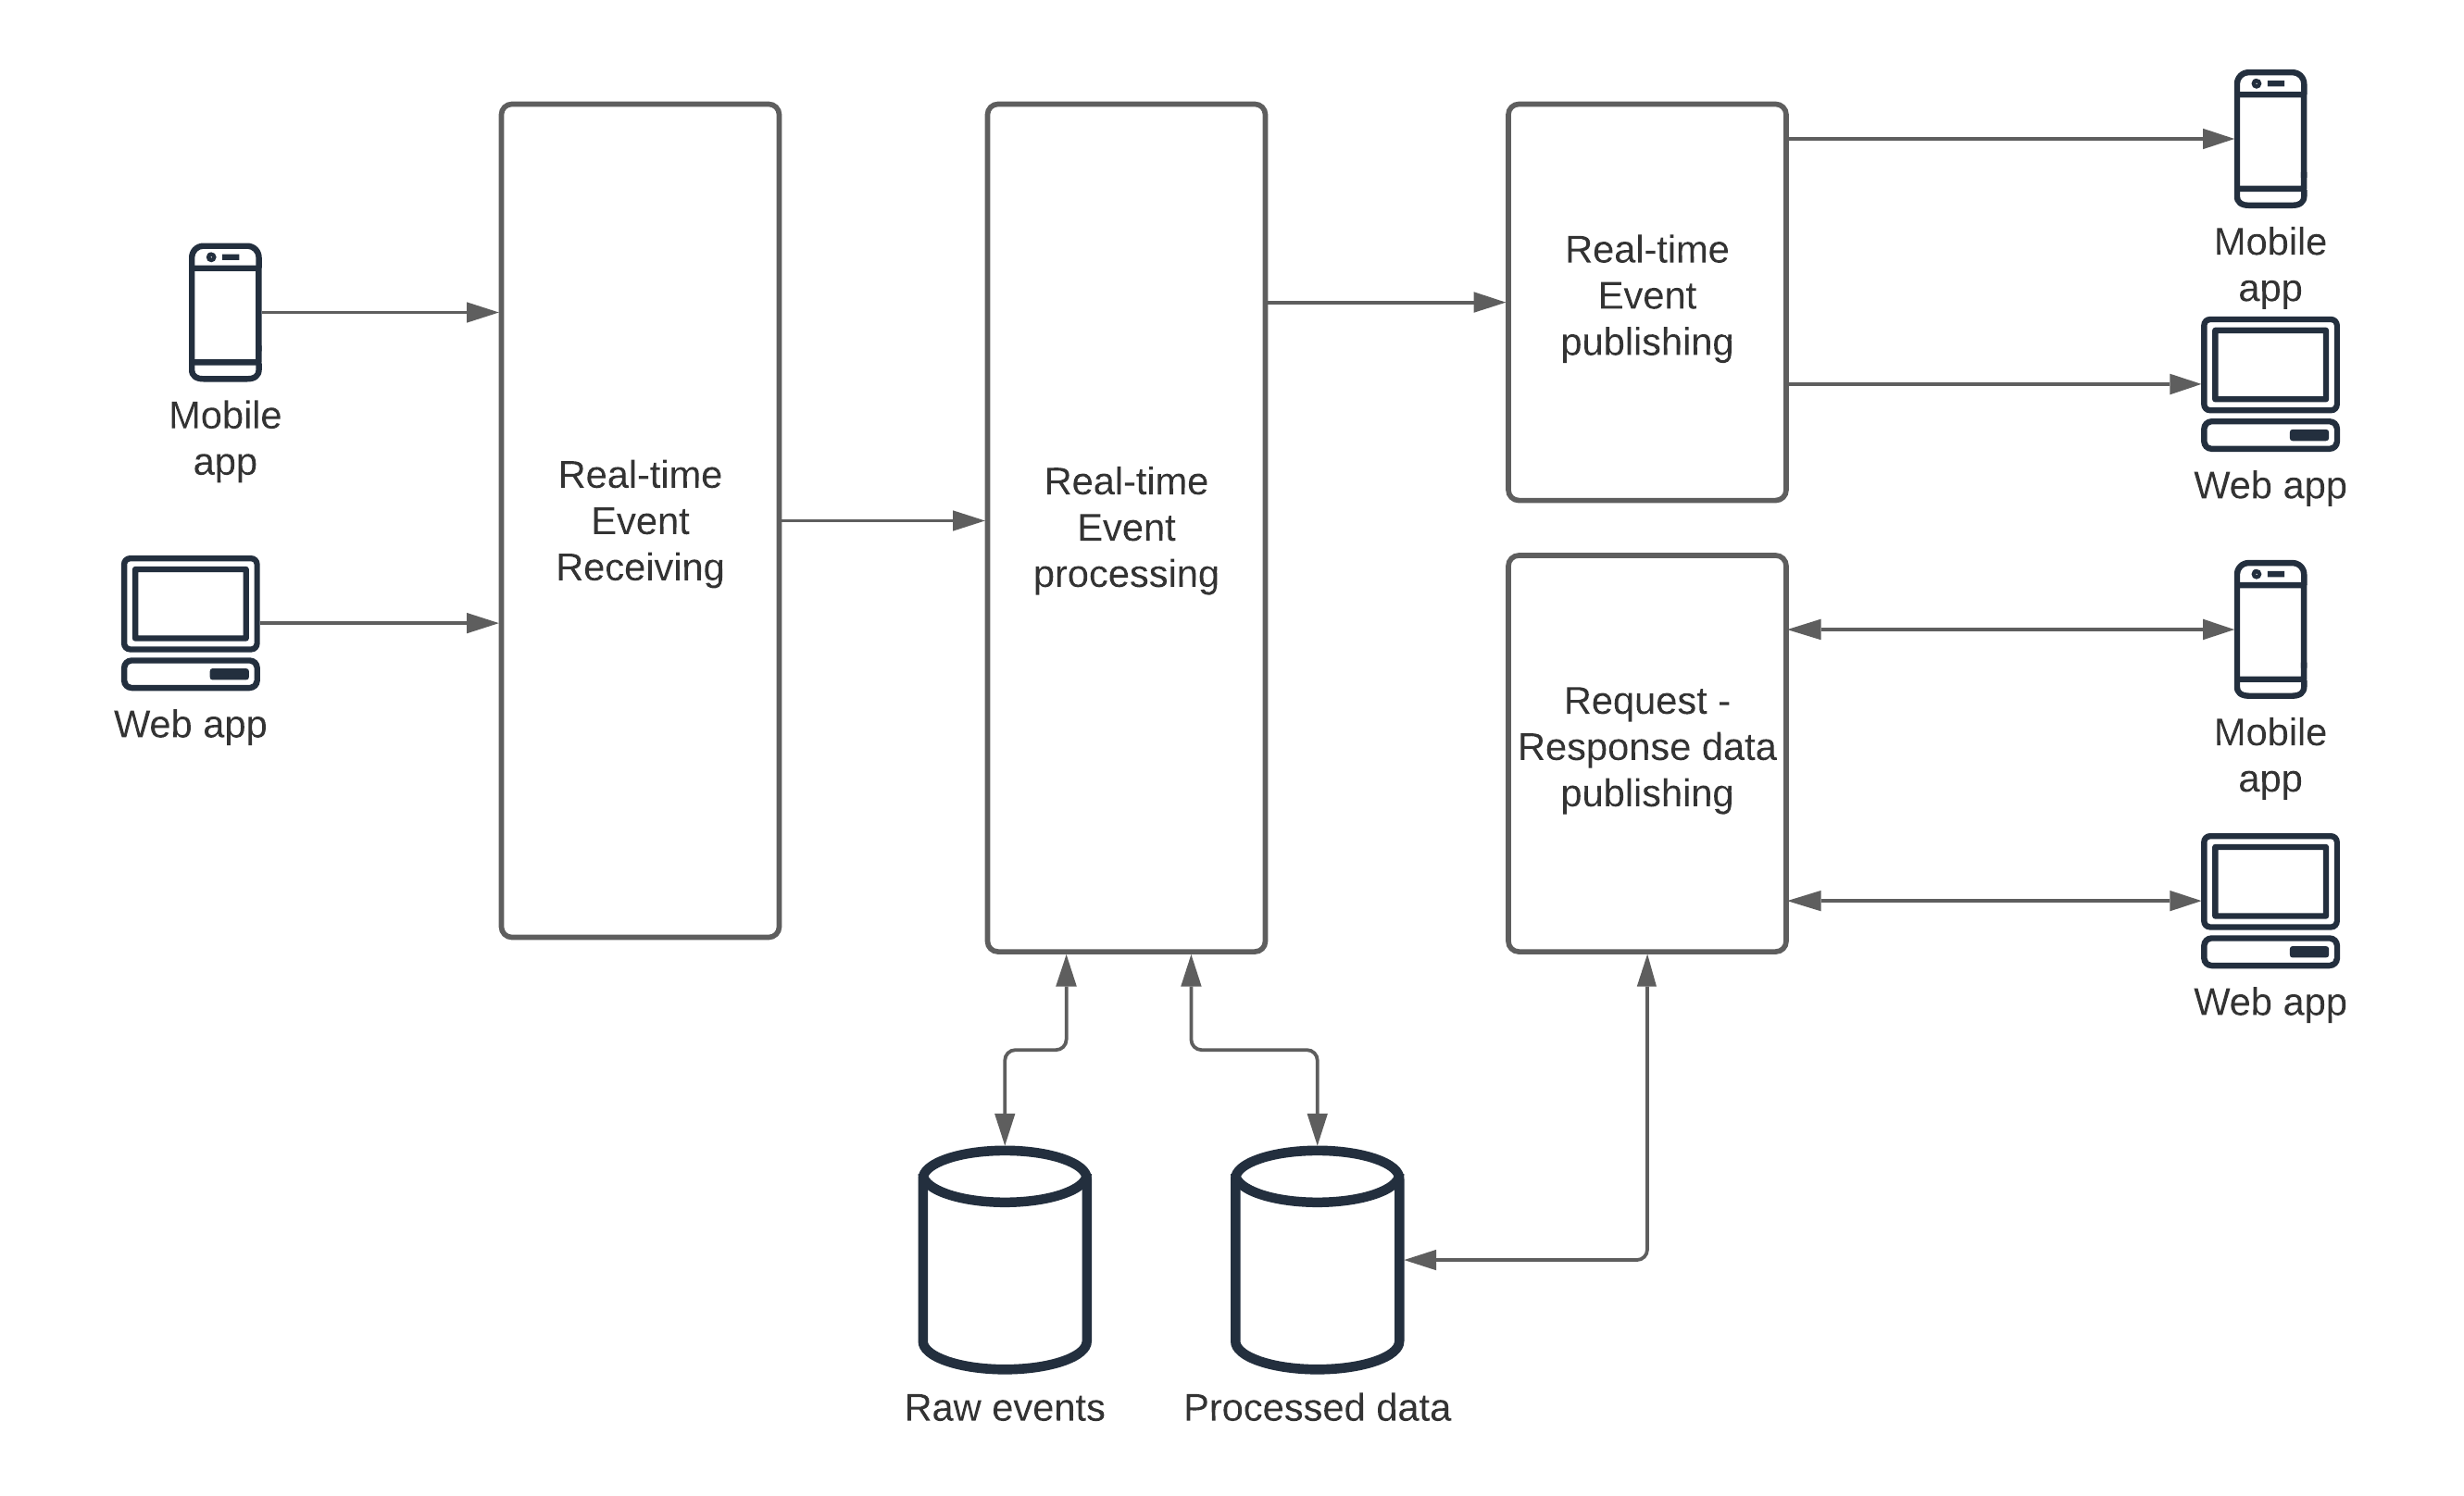 Mobile
app
Web app
Real-time
Event
Receiving
Real-time
Event
processing
Real-time
Event
publishing
Request -
Response data
publishing
Mobile
app
Web app
Mobile
app
Web app
Raw events
Processed data